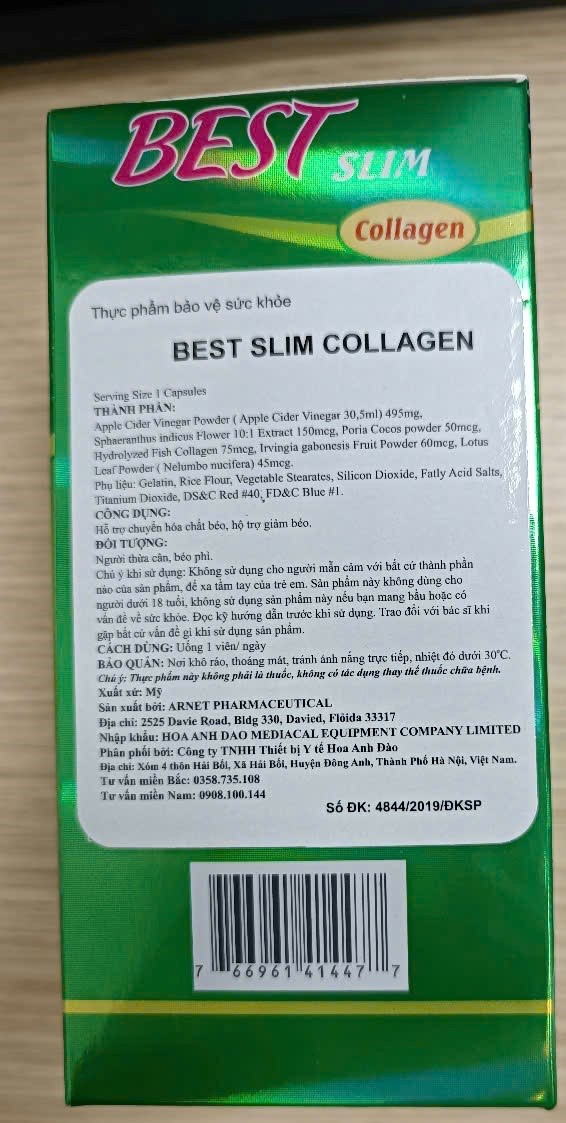 BEST SLIM
Collagen
Thực phẩm bảo vệ sức khỏe
BEST SLIM COLLAGEN
Serving Size 1 Capsules
THÀNH PHẦN:
Apple Cider Vinegar Powder ( Apple Cider Vinegar 30,5ml) 495mg,
Sphaeranthus indicus Flower 10:1 Extract 150mcg, Poria Cocos powder 50mcg,
Hydrolyzed Fish Collagen 75mcg, Irvingia gabonesis Fruit Powder 60mcg, Lotus
Leaf Powder ( Nelumbo nucifera) 45mcg.
Phụ liệu: Gelatin, Rice Flour, Vegetable Stearates, Silicon Dioxide, Fatly Acid Salts,
Titanium Dioxide, DS&C Red #40, FD&C Blue #1.
CÔNG DỤNG:
Hỗ trợ chuyển hóa chất béo, hộ trợ giảm béo.
ĐỐI TƯỢNG:
Người thừa cân, béo phì.
Chú ý khi sử dụng: Không sử dụng cho người mẫn cảm với bất cứ thành phần
nào của sản phẩm, để xa tầm tay của trẻ em. Sản phẩm này không dùng cho
người dưới 18 tuổi, không sử dụng sản phẩm này nếu bạn mang bầu hoặc có
vấn đề về sức khỏe. Đọc kỹ hướng dẫn trước khi sử dụng. Trao đổi với bác sĩ khi
gặp bất cứ vấn đề gì khi sử dụng sản phẩm.
CÁCH DÙNG: Uống 1 viên/ ngày
BẢO QUẢN: Nơi khô ráo, thoáng mát, tránh ánh nắng trực tiếp, nhiệt độ dưới 30°C.
Chú ý: Thực phẩm này không phải là thuốc, không có tác dụng thay thế thuốc chữa bệnh.
Xuất xứ: Mỹ
Sản xuất bởi: ARNET PHARMACEUTICAL
Địa chỉ: 2525 Davie Road, Bldg 330, Davied, Flôida 33317
Nhập khẩu: HOA ANH DAO MEDIACAL EQUIPMENT COMPANY LIMITED
Phân phối bởi: Công ty TNHH Thiết bị Y tế Hoa Anh Đào
Địa chỉ: Xóm 4 thôn Hải Bối, Xã Hải Bối, Huyện Đông Anh, Thành Phố Hà Nội, Việt Nam.
Tư vấn miền Bắc: 0358.735.108
Tư vấn miền Nam: 0908.100.144
Số ĐK: 4844/2019/ĐKSP
7 66961 41447 7